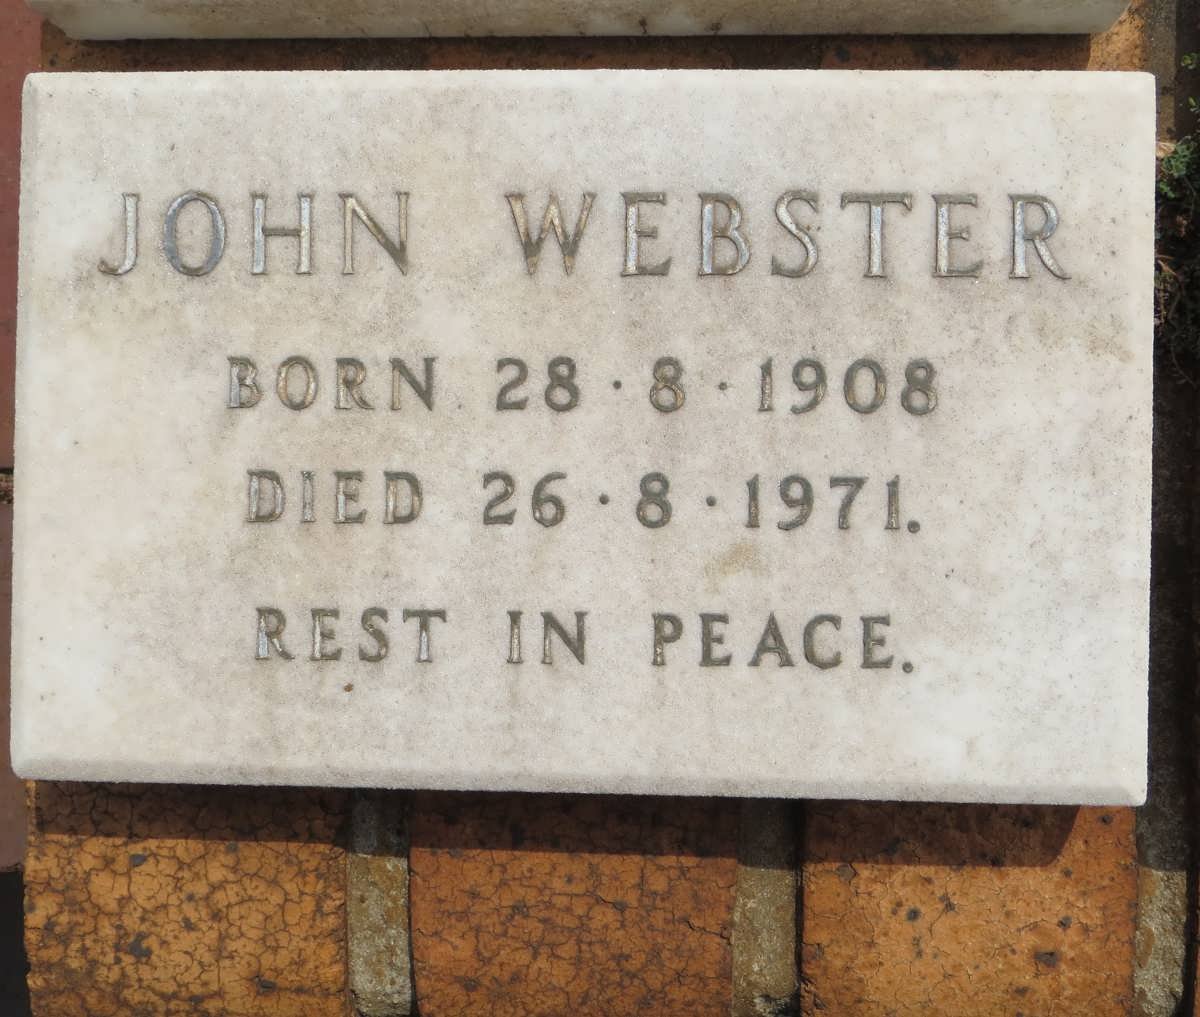 JOHN WEBSTER
BORN 28·8·1908
DIED 26·8·1971.
REST IN PEACE.